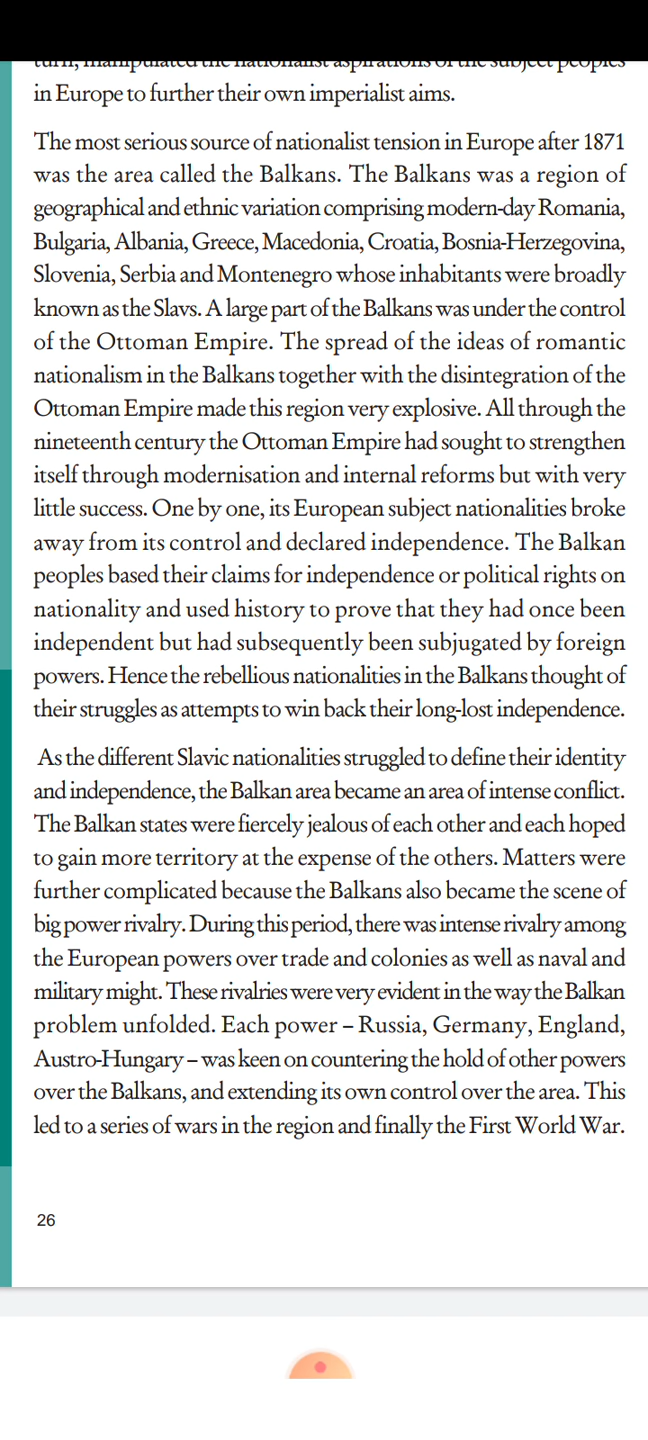 turn, manipulated the nationalist aspirations of the subject peoples
in Europe to further their own imperialist aims.
The most serious source of nationalist tension in Europe after 1871
was the area called the Balkans. The Balkans was a region of
geographical and ethnic variation comprising modern-day Romania,
Bulgaria, Albania, Greece, Macedonia, Croatia, Bosnia-Herzegovina,
Slovenia, Serbia and Montenegro whose inhabitants were broadly
known as the Slavs. A large part of the Balkans was under the control
of the Ottoman Empire. The spread of the ideas of romantic
nationalism in the Balkans together with the disintegration of the
Ottoman Empire made this region very explosive. All through the
nineteenth century the Ottoman Empire had sought to strengthen
itself through modernisation and internal reforms but with very
little success. One by one, its European subject nationalities broke
away from its control and declared independence. The Balkan
peoples based their claims for independence or political rights on
nationality and used history to prove that they had once been
independent but had subsequently been subjugated by foreign
powers. Hence the rebellious nationalities in the Balkans thought of
their struggles as attempts to win back their long-lost independence.
As the different Slavic nationalities struggled to define their identity
and independence, the Balkan area became an area of intense conflict.
The Balkan states were fiercely jealous of each other and each hoped
to gain more territory at the expense of the others. Matters were
further complicated because the Balkans also became the scene of
big power rivalry. During this period, there was intense rivalry among
the European powers over trade and colonies as well as naval and
military might. These rivalries were very evident in the way the Balkan
problem unfolded. Each power – Russia, Germany, England,
Austro-Hungary – was keen on countering the hold of other powers
over the Balkans, and extending its own control over the area. This
led to a series of wars in the region and finally the First World War.
26